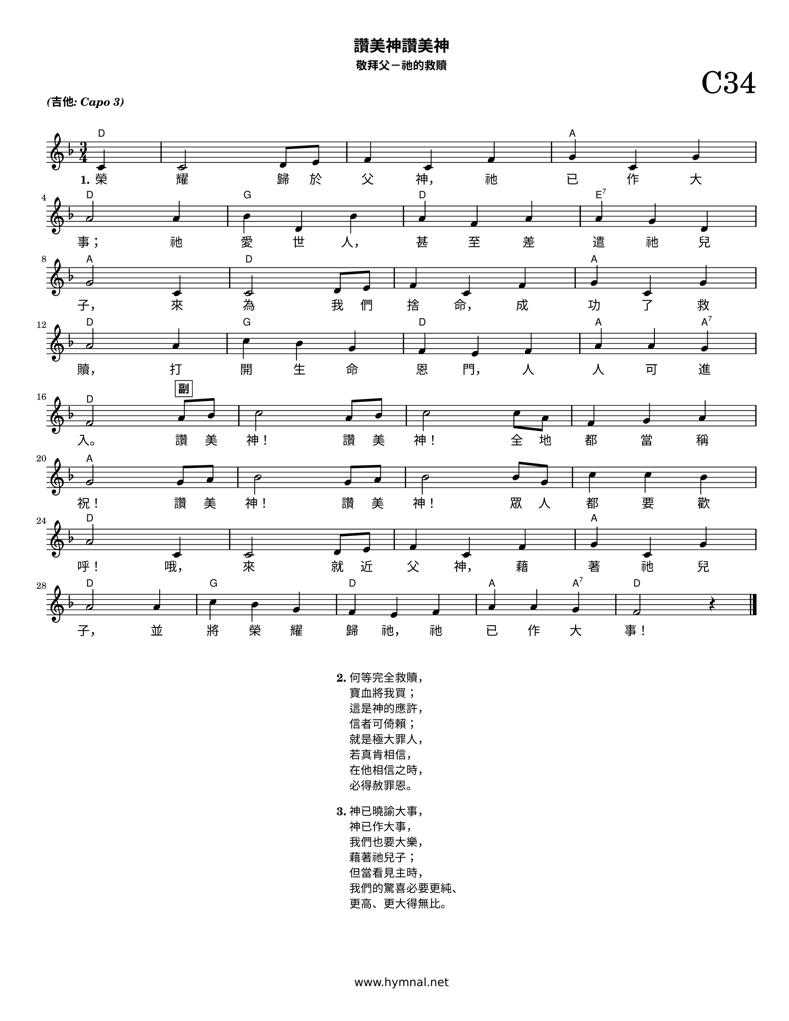 讚美神讚美神
敬拜父－祂的救贖
C34
(吉他: Capo 3)
D A
1. 榮 耀 歸 於 父 神， 祂 已 作 大
4 D G D E7
事； 祂 愛 世 人， 甚 至 差 遣 祂 兒
8 A D A
子， 來 為 我 們 捨 命， 成 功 了 救
12 D G D A A7
贖， 打 開 生 命 恩 門， 人 人 可 進
副
16 D
入。 讚 美 神！ 讚 美 神！ 全 地 都 當 稱
20 A
祝！ 讚 美 神！ 讚 美 神！ 眾 人 都 要 歡
24 D A
呼！ 哦， 來 就 近 父 神， 藉 著 祂 兒
28 D G D A A7 D
子， 並 將 榮 耀 歸 祂， 祂 已 作 大 事！
2. 何等完全救贖，
寶血將我買；
這是神的應許，
信者可倚賴；
就是極大罪人，
若真肯相信，
在他相信之時，
必得赦罪恩。
3. 神已曉諭大事，
神已作大事，
我們也要大樂，
藉著祂兒子；
但當看見主時，
我們的驚喜必要更純、
更高、更大得無比。
www.hymnal.net